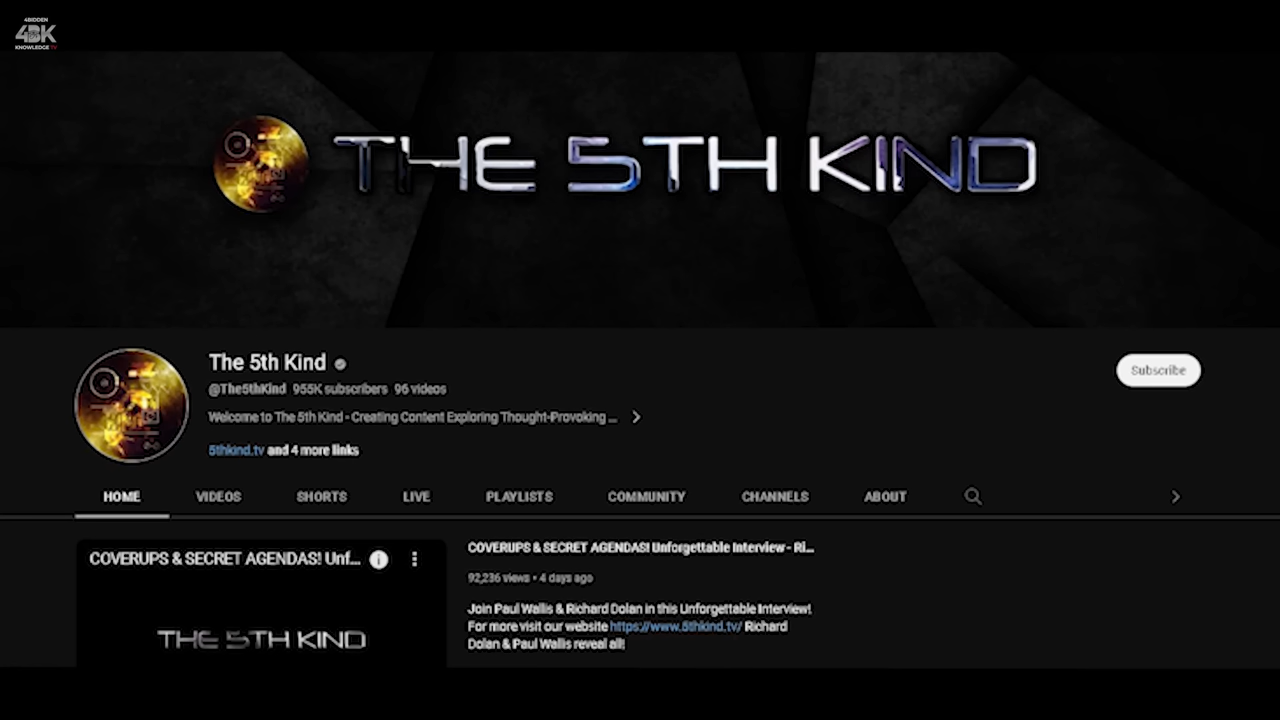 4BIDDEN
4BK
KNOWLEDGE TV
THE 5TH KIND
The 5th Kind
@The5thKind 955K subscribers 96 videos
Welcome to The 5th Kind - Creating Content Exploring Thought-Provoking ...
5thkind.tv and 4 more links
Subscribe
HOME VIDEOS SHORTS LIVE PLAYLISTS COMMUNITY CHANNELS ABOUT
COVERUPS & SECRET AGENDAS! Unf...
THE 5TH KIND
COVERUPS & SECRET AGENDAS! Unforgettable Interview - Ri...
92,236 views • 4 days ago
Join Paul Wallis & Richard Dolan in this Unforgettable Interview!
For more visit our website https://www.5thkind.tv/ Richard
Dolan & Paul Wallis reveal all!